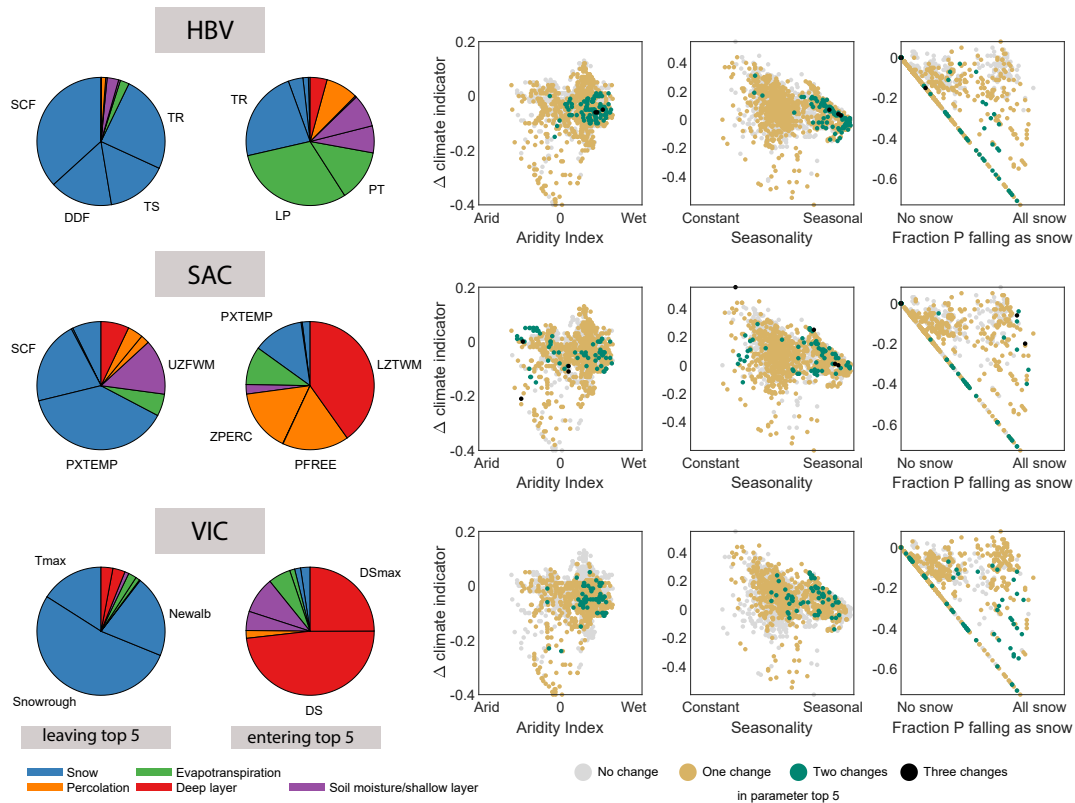 HBV
SCF
TR
DDF
TS
TR
LP
PT
0.2
0
-0.2
-0.4
Δ climate indicator
Arid
0
Wet
Aridity Index
0.4
0.2
0
-0.2
-0.4
Constant
Seasonal
Seasonality
0
-0.2
-0.4
-0.6
No snow
All snow
Fraction P falling as snow
SAC
SCF
UZFWM
PXTEMP
PXTEMP
LZTWM
ZPERC
PFREE
0.2
0
-0.2
-0.4
Δ climate indicator
Arid
0
Wet
Aridity Index
0.4
0.2
0
-0.2
-0.4
Constant
Seasonal
Seasonality
0
-0.2
-0.4
-0.6
No snow
All snow
Fraction P falling as snow
VIC
Tmax
Newalb
Snowrough
DSmax
DS
0.2
0
-0.2
-0.4
Δ climate indicator
Arid
0
Wet
Aridity Index
0.4
0.2
0
-0.2
-0.4
Constant
Seasonal
Seasonality
0
-0.2
-0.4
-0.6
No snow
All snow
Fraction P falling as snow
leaving top 5
entering top 5
Snow
Evapotranspiration
Percolation
Deep layer
Soil moisture/shallow layer
No change
One change
Two changes
Three changes
in parameter top 5